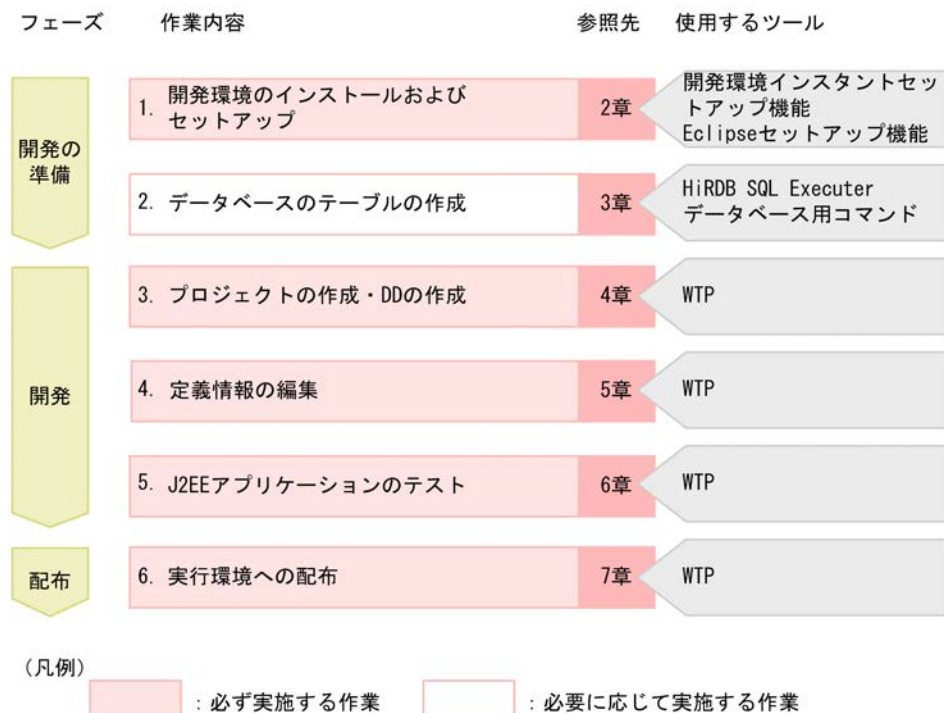 フェーズ
作業内容
参照先
使用するツール
開発の
準備
1. 開発環境のインストールおよび
セットアップ
2章
開発環境インスタントセッ
トアップ機能
Eclipseセットアップ機能
2. データベースのテーブルの作成
3章
HiRDB SQL Executer
データベース用コマンド
開発
3. プロジェクトの作成・DDの作成
4章
WTP
4. 定義情報の編集
5章
WTP
5. J2EEアプリケーションのテスト
6章
WTP
配布
6. 実行環境への配布
7章
WTP
(凡例)
：必ず実施する作業
：必要に応じて実施する作業